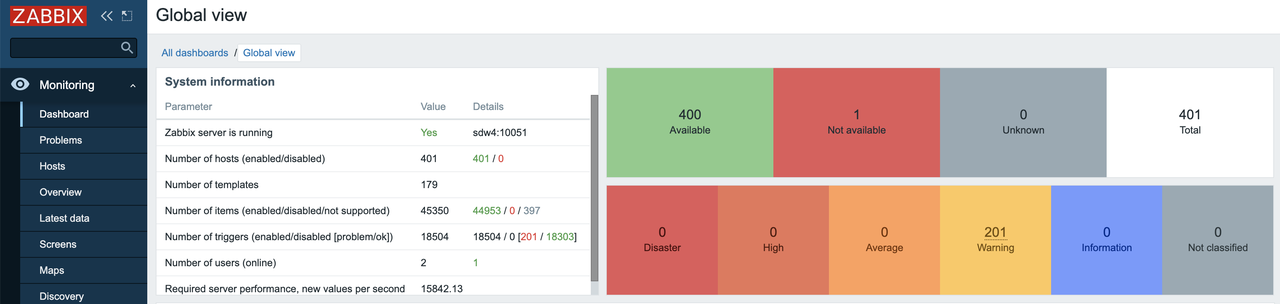 ZABBIX
Global view
All dashboards / Global view
Monitoring
Dashboard
Problems
Hosts
Overview
Latest data
Screens
Maps
Discovery
System information
Parameter Value Details
Zabbix server is running Yes sdw4:10051
Number of hosts (enabled/disabled) 401 401 / 0
Number of templates 179
Number of items (enabled/disabled/not supported) 45350 44953 / 0 / 397
Number of triggers (enabled/disabled [problem/ok]) 18504 18504 / 0 [201 / 18303]
Number of users (online) 2 1
Required server performance, new values per second 15842.13
400
Available
1
Not available
0
Unknown
401
Total
0
Disaster
0
High
0
Average
201
Warning
0
Information
0
Not classified